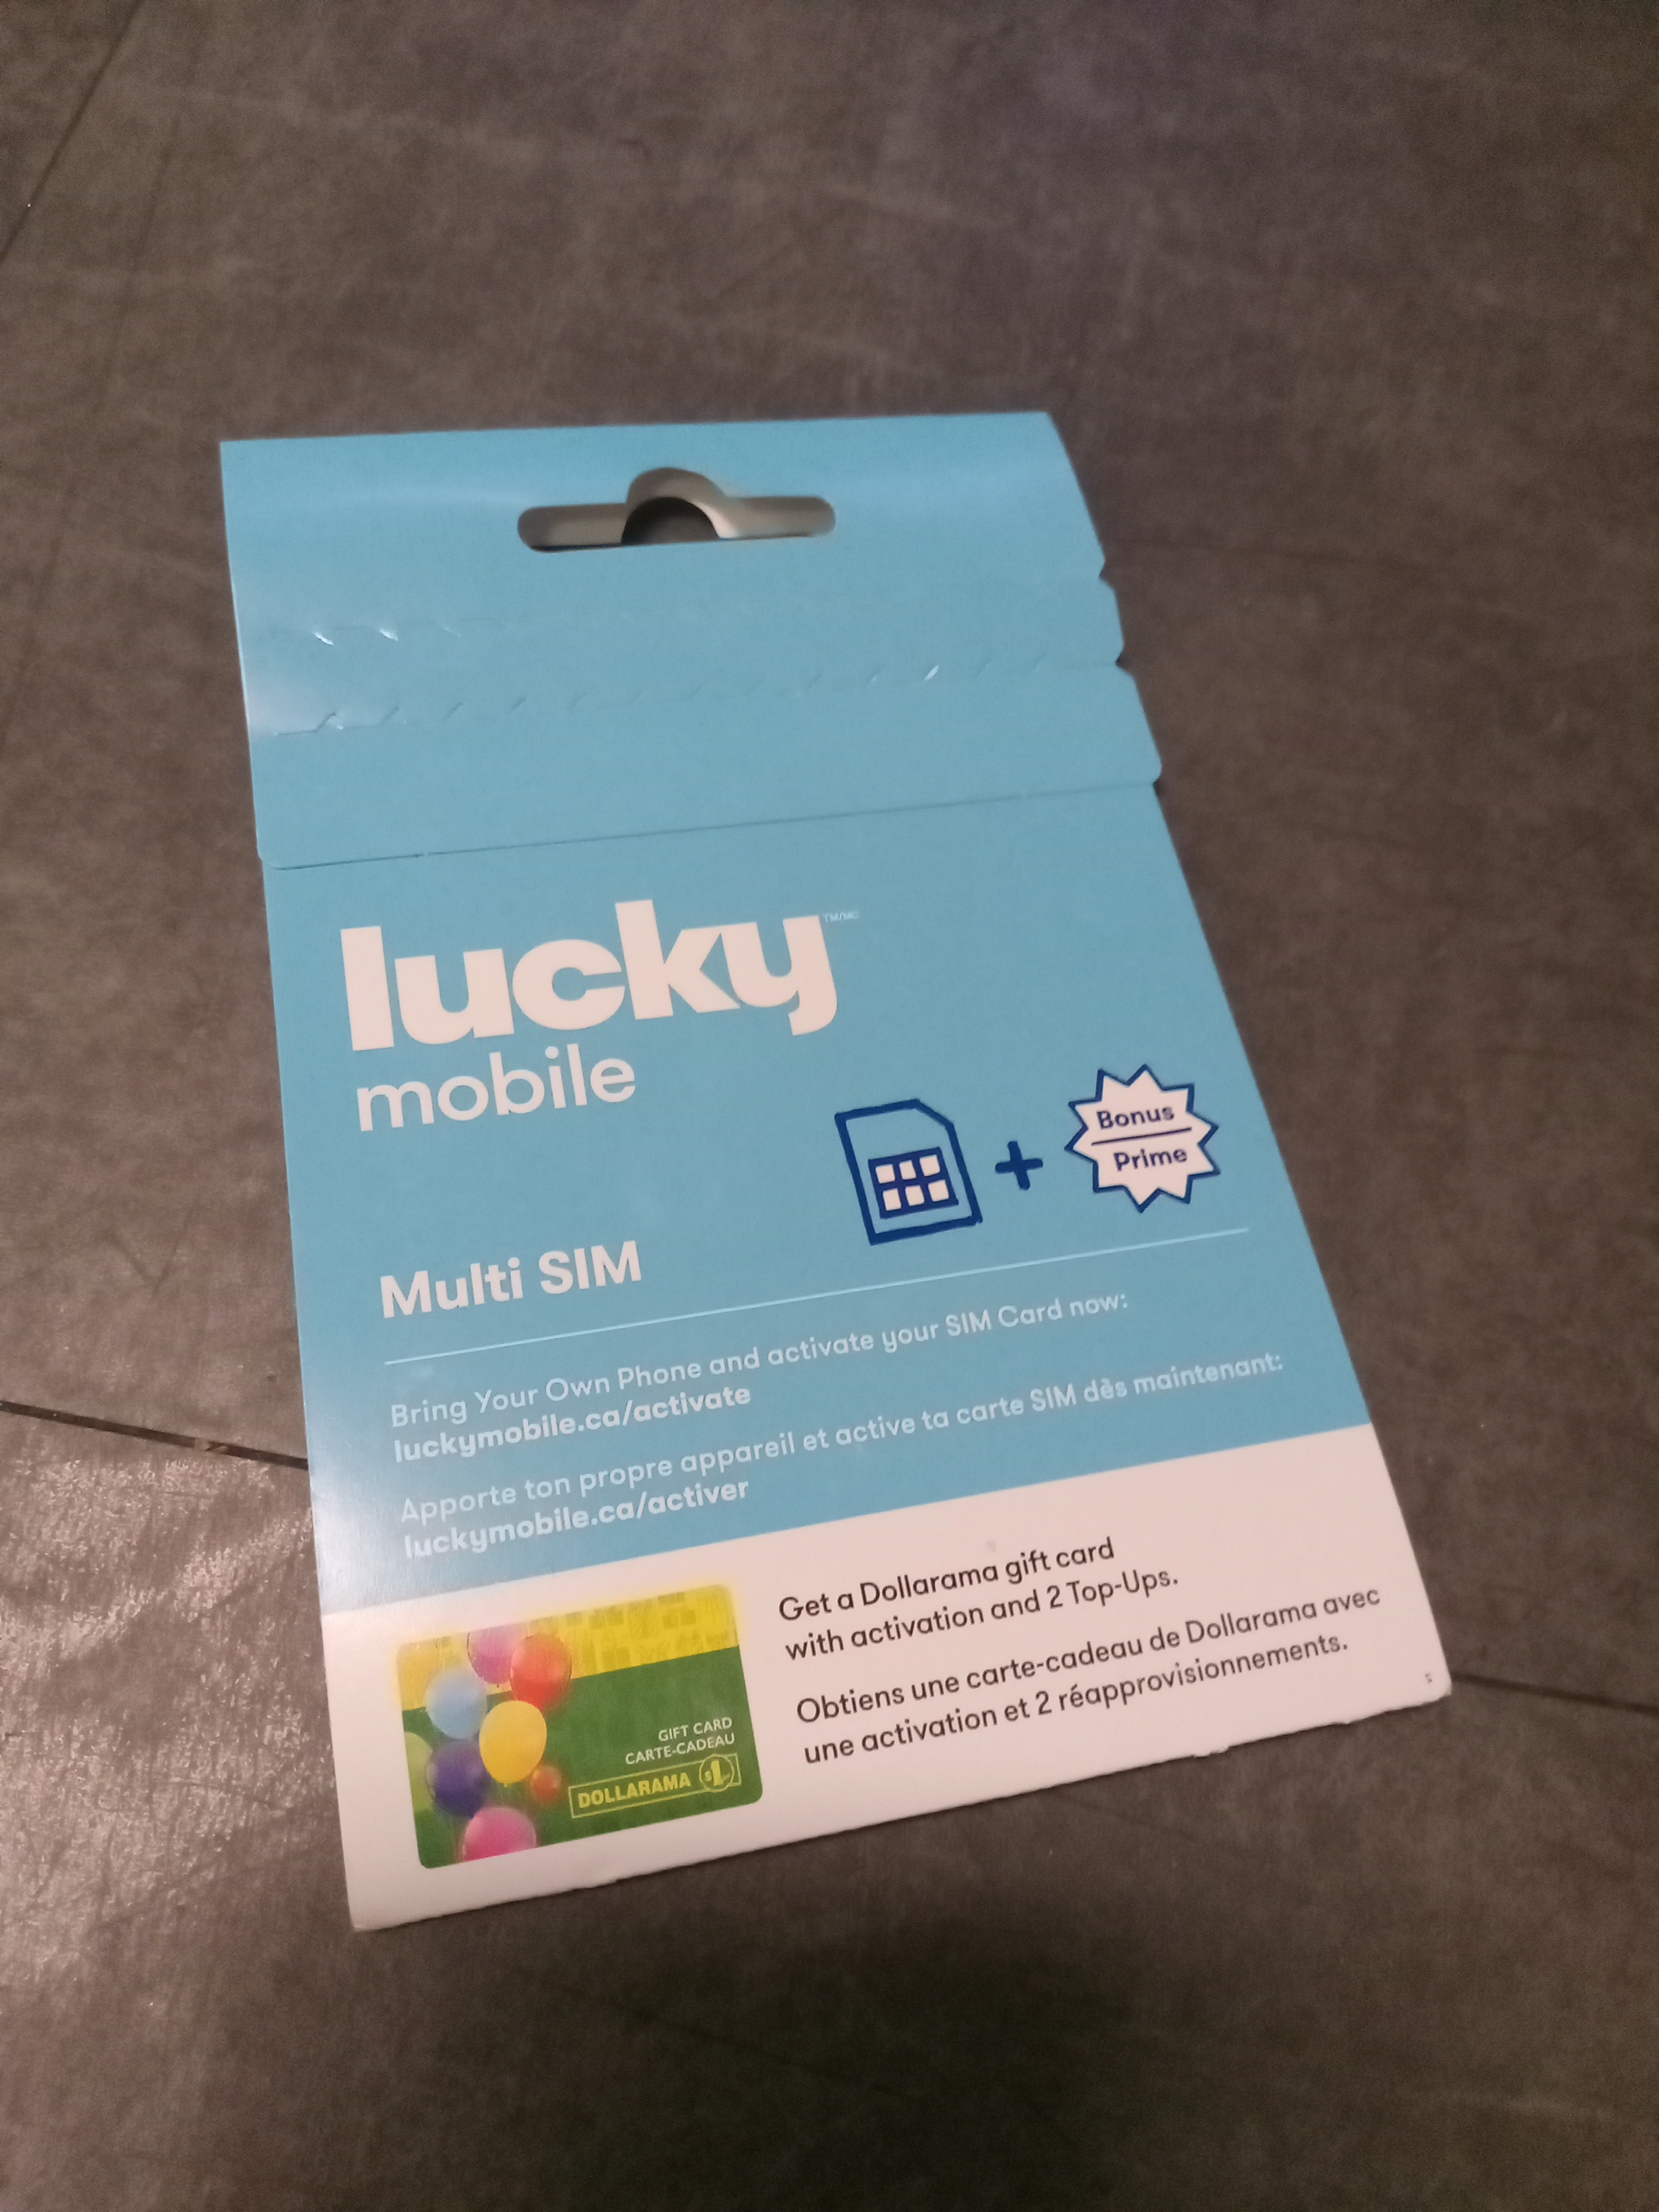 lucky
TM/MC
mobile
Bonus
Prime
Multi SIM
Bring Your Own Phone and activate your SIM Card now:
luckymobile.ca/activate
Apporte ton propre appareil et active ta carte SIM dès maintenant:
luckymobile.ca/activer
Get a Dollarama gift card
with activation and 2 Top-Ups.
Obtiens une carte-cadeau de Dollarama avec
une activation et 2 réapprovisionnements.
GIFT CARD
CARTE-CADEAU
DOLLARAMA $1